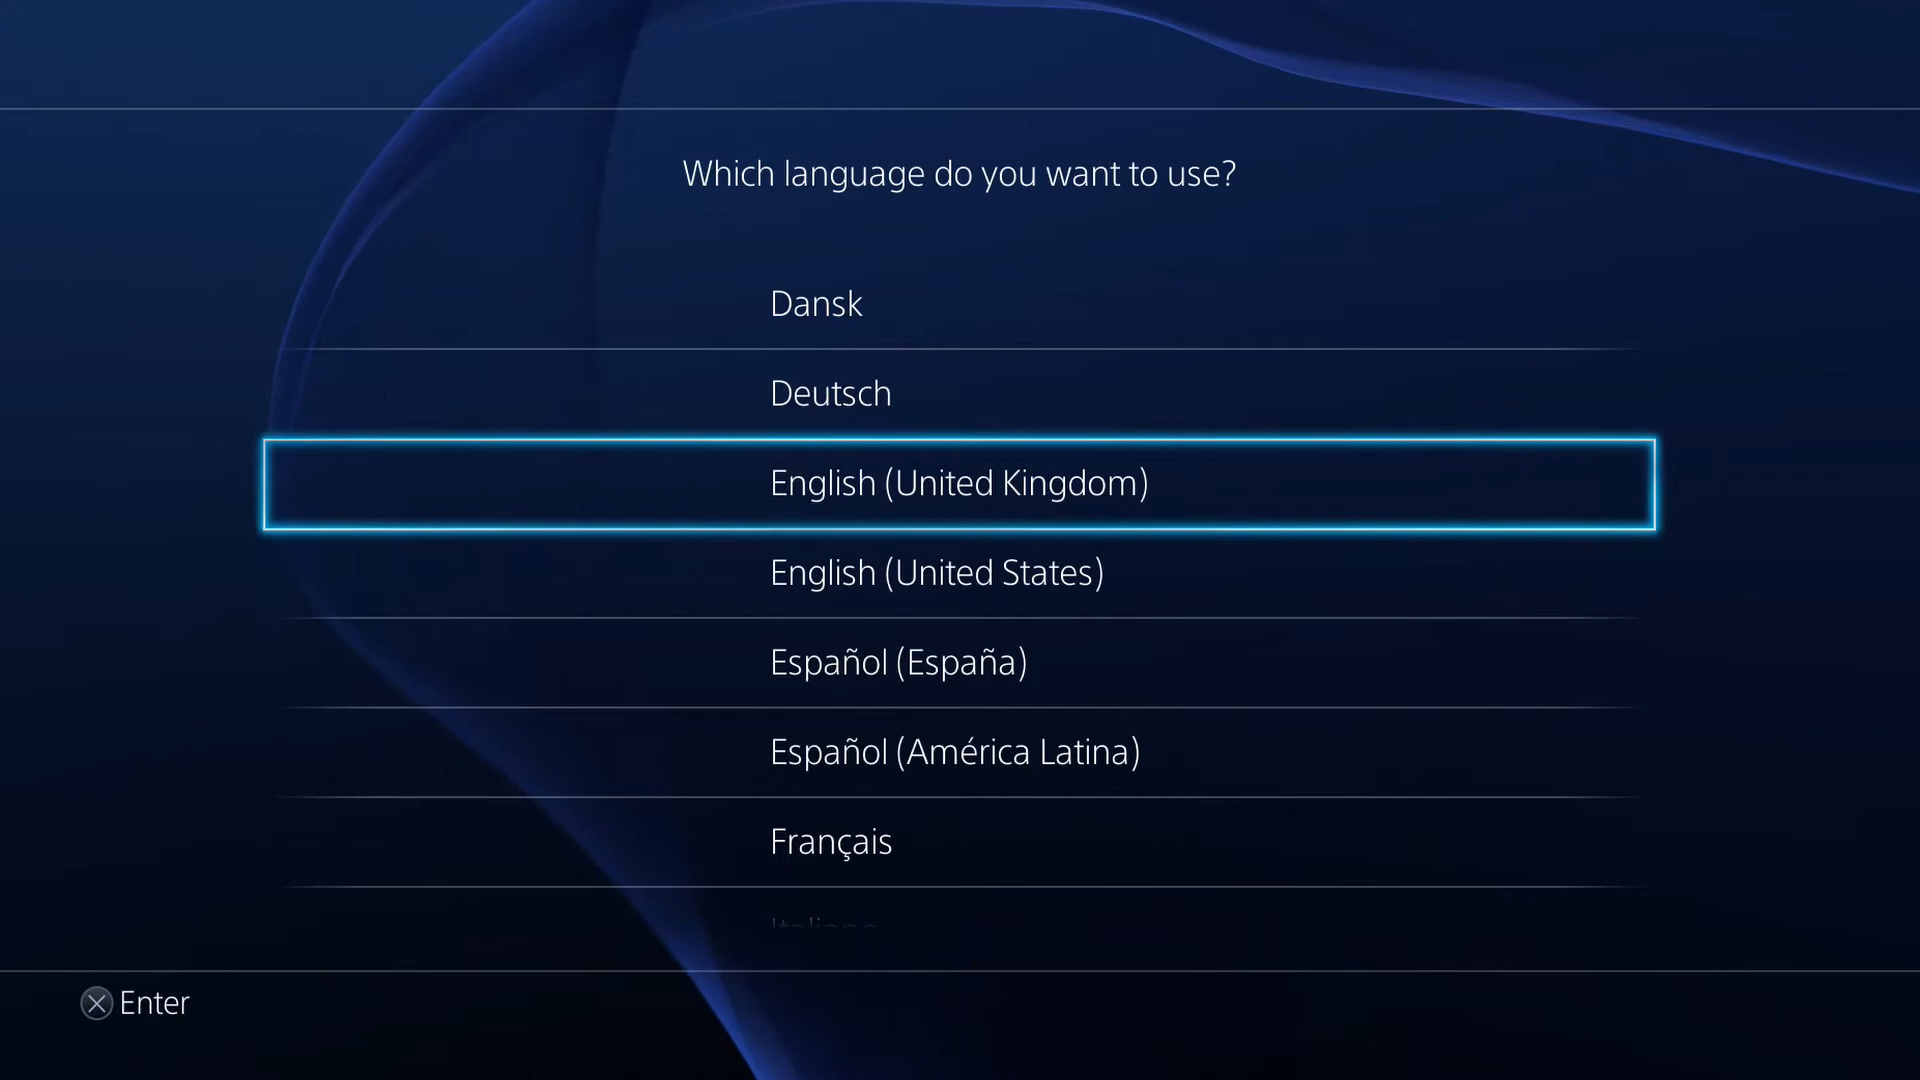 Which language do you want to use?
Dansk
Deutsch
English (United Kingdom)
English (United States)
Español (España)
Español (América Latina)
Français
Enter